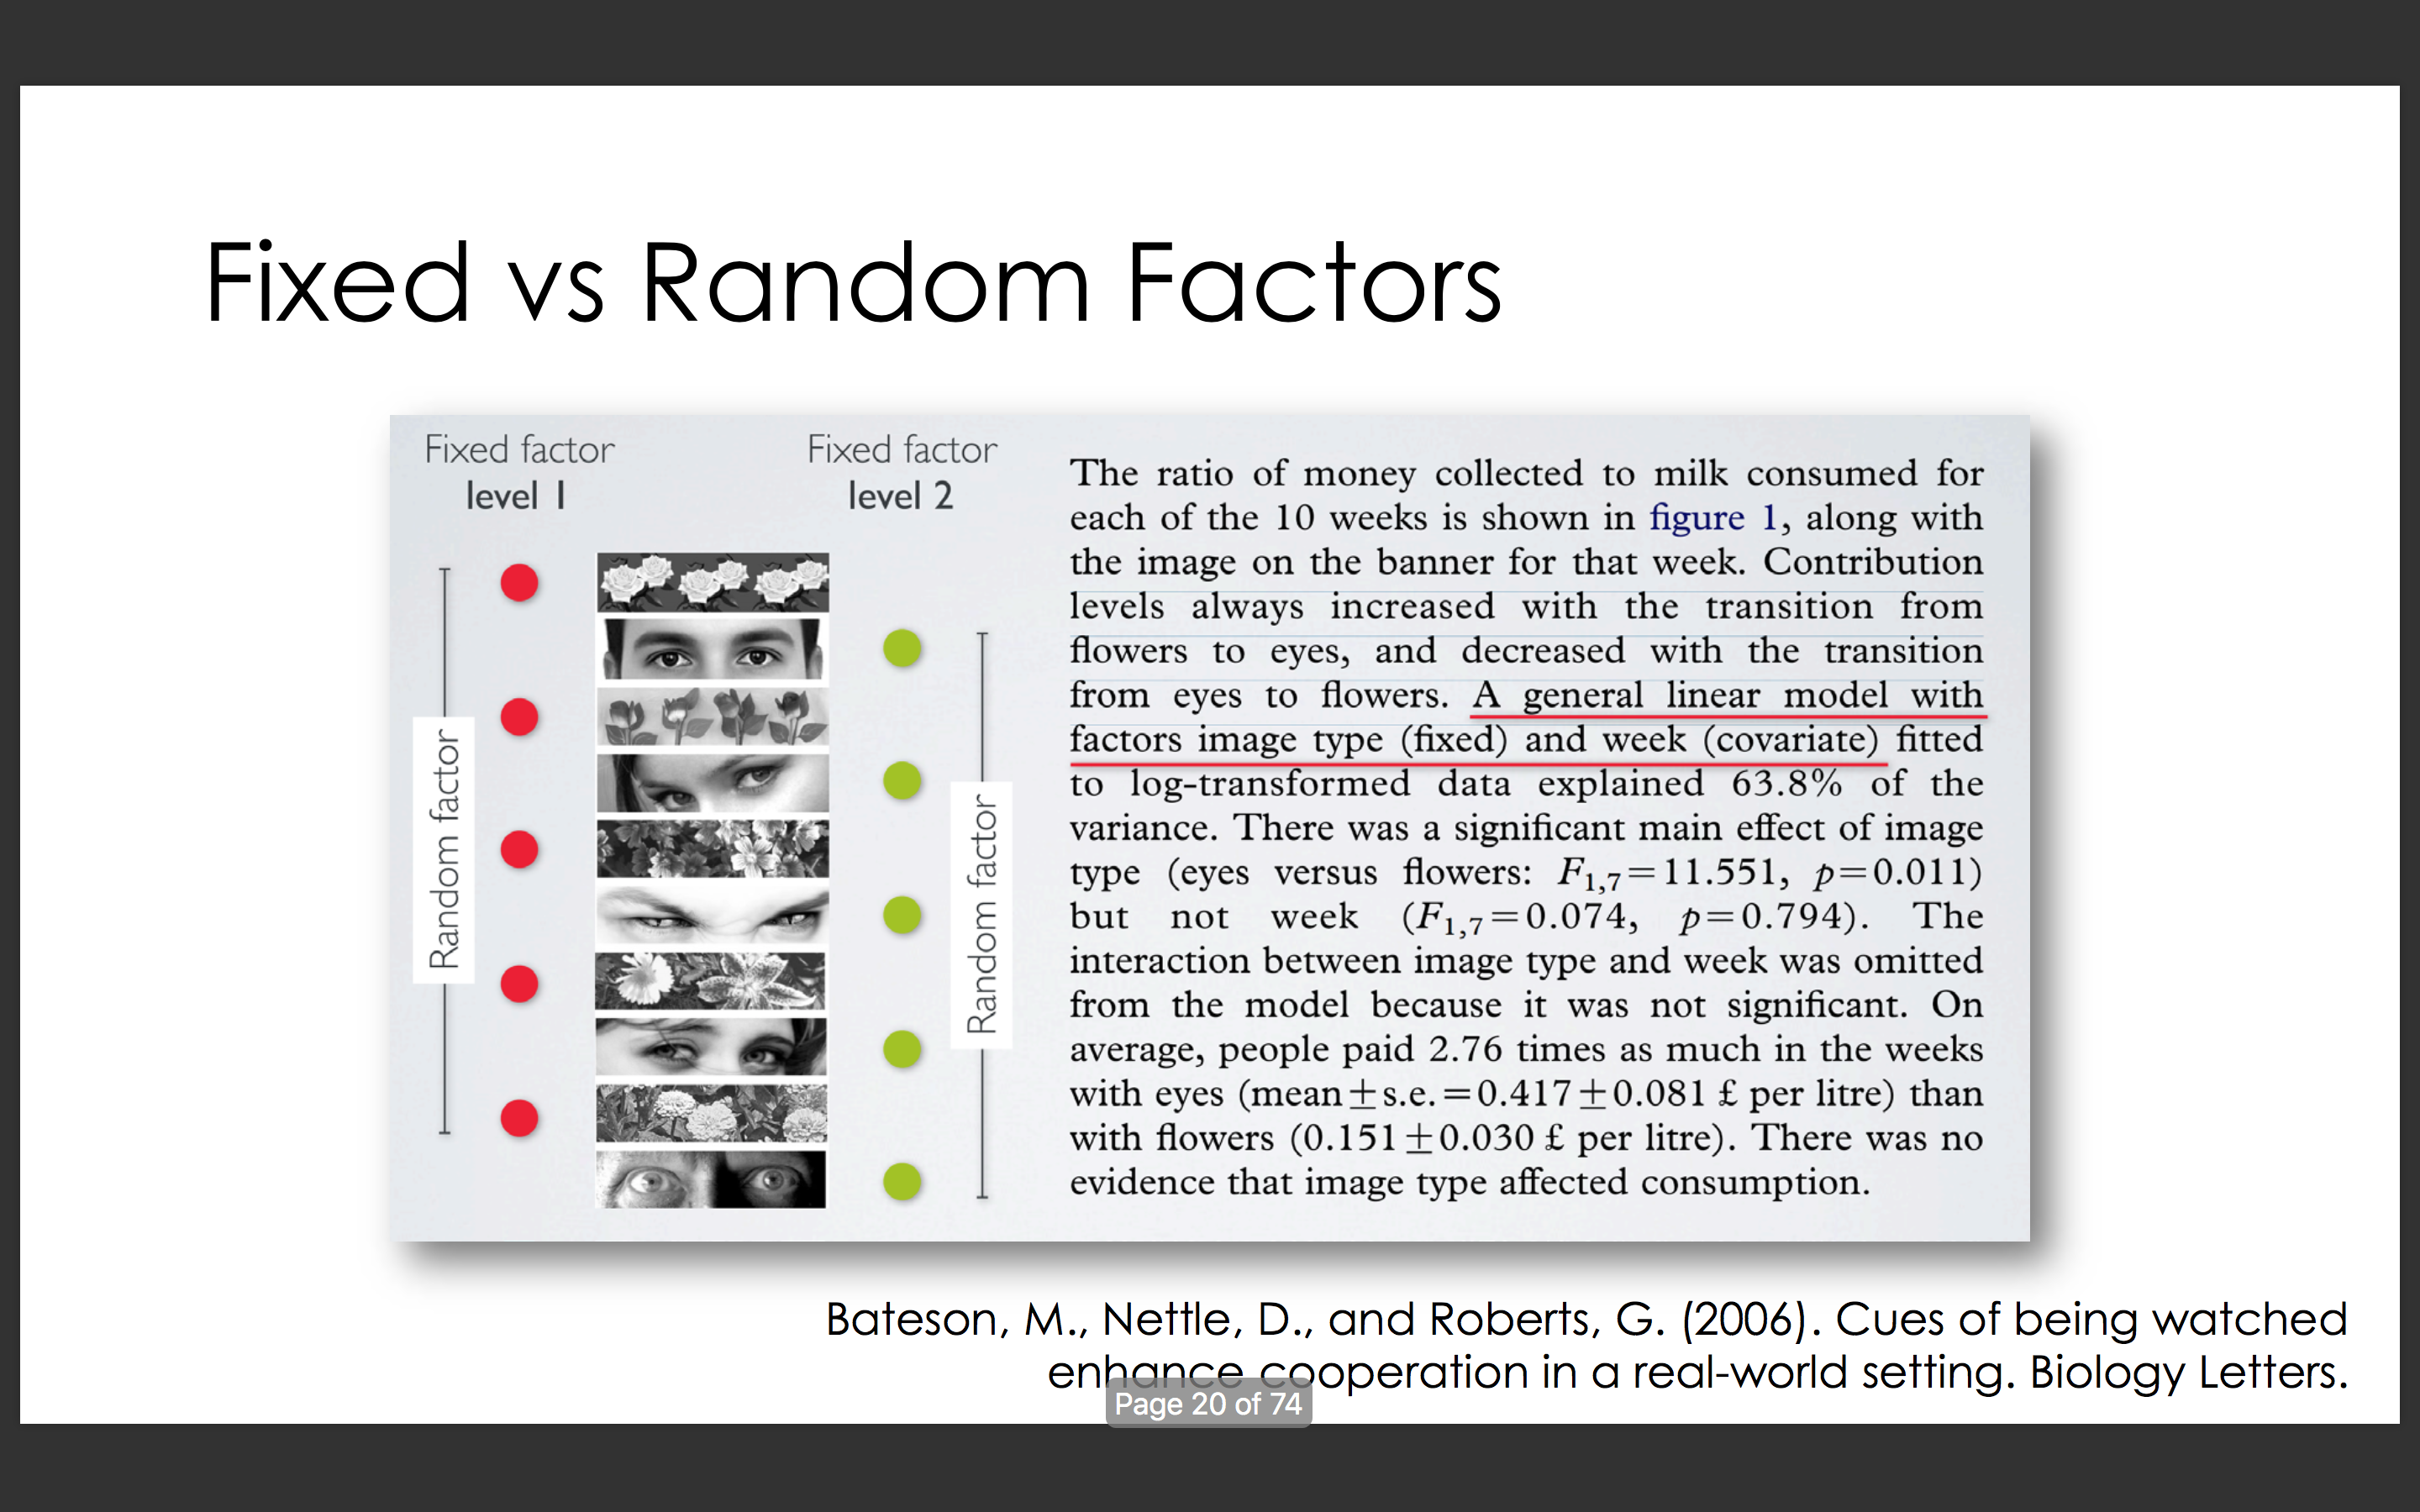 Fixed vs Random Factors
Fixed factor
level 1
Fixed factor
level 2
Random factor
Random factor
The ratio of money collected to milk consumed for
each of the 10 weeks is shown in figure 1, along with
the image on the banner for that week. Contribution
levels always increased with the transition from
flowers to eyes, and decreased with the transition
from eyes to flowers. A general linear model with
factors image type (fixed) and week (covariate) fitted
to log-transformed data explained 63.8% of the
variance. There was a significant main effect of image
type (eyes versus flowers: F1,7=11.551, p=0.011)
but not week (F1,7=0.074, p=0.794). The
interaction between image type and week was omitted
from the model because it was not significant. On
average, people paid 2.76 times as much in the weeks
with eyes (mean±s.e.=0.417±0.081 £ per litre) than
with flowers (0.151±0.030 £ per litre). There was no
evidence that image type affected consumption.
Bateson, M., Nettle, D., and Roberts, G. (2006). Cues of being watched
enhance cooperation in a real-world setting. Biology Letters.
Page 20 of 74